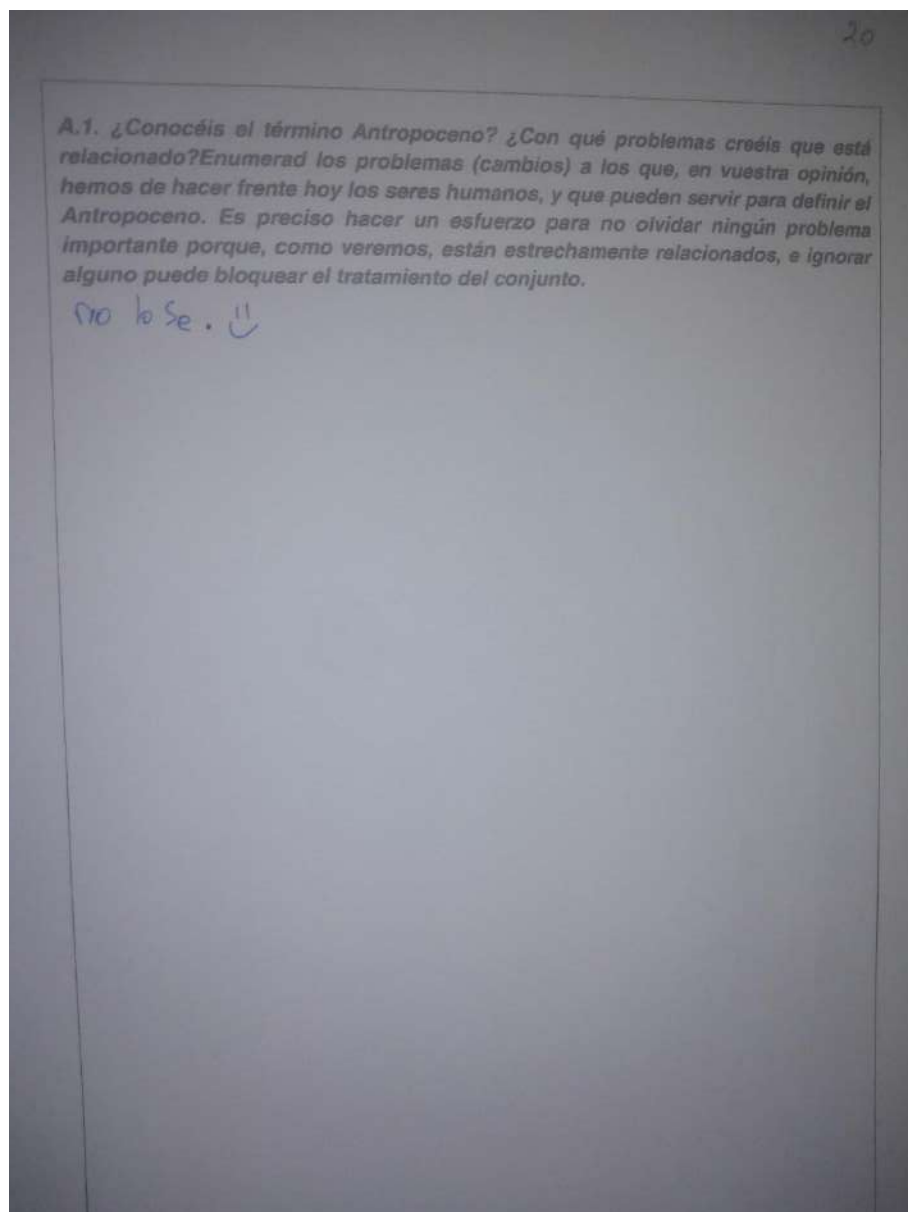 20
A.1. ¿Conocéis el término Antropoceno? ¿Con qué problemas creéis que está
relacionado?Enumerad los problemas (cambios) a los que, en vuestra opinión,
hemos de hacer frente hoy los seres humanos, y que pueden servir para definir el
Antropoceno. Es preciso hacer un esfuerzo para no olvidar ningún problema
importante porque, como veremos, están estrechamente relacionados, e ignorar
alguno puede bloquear el tratamiento del conjunto.
no lo se.